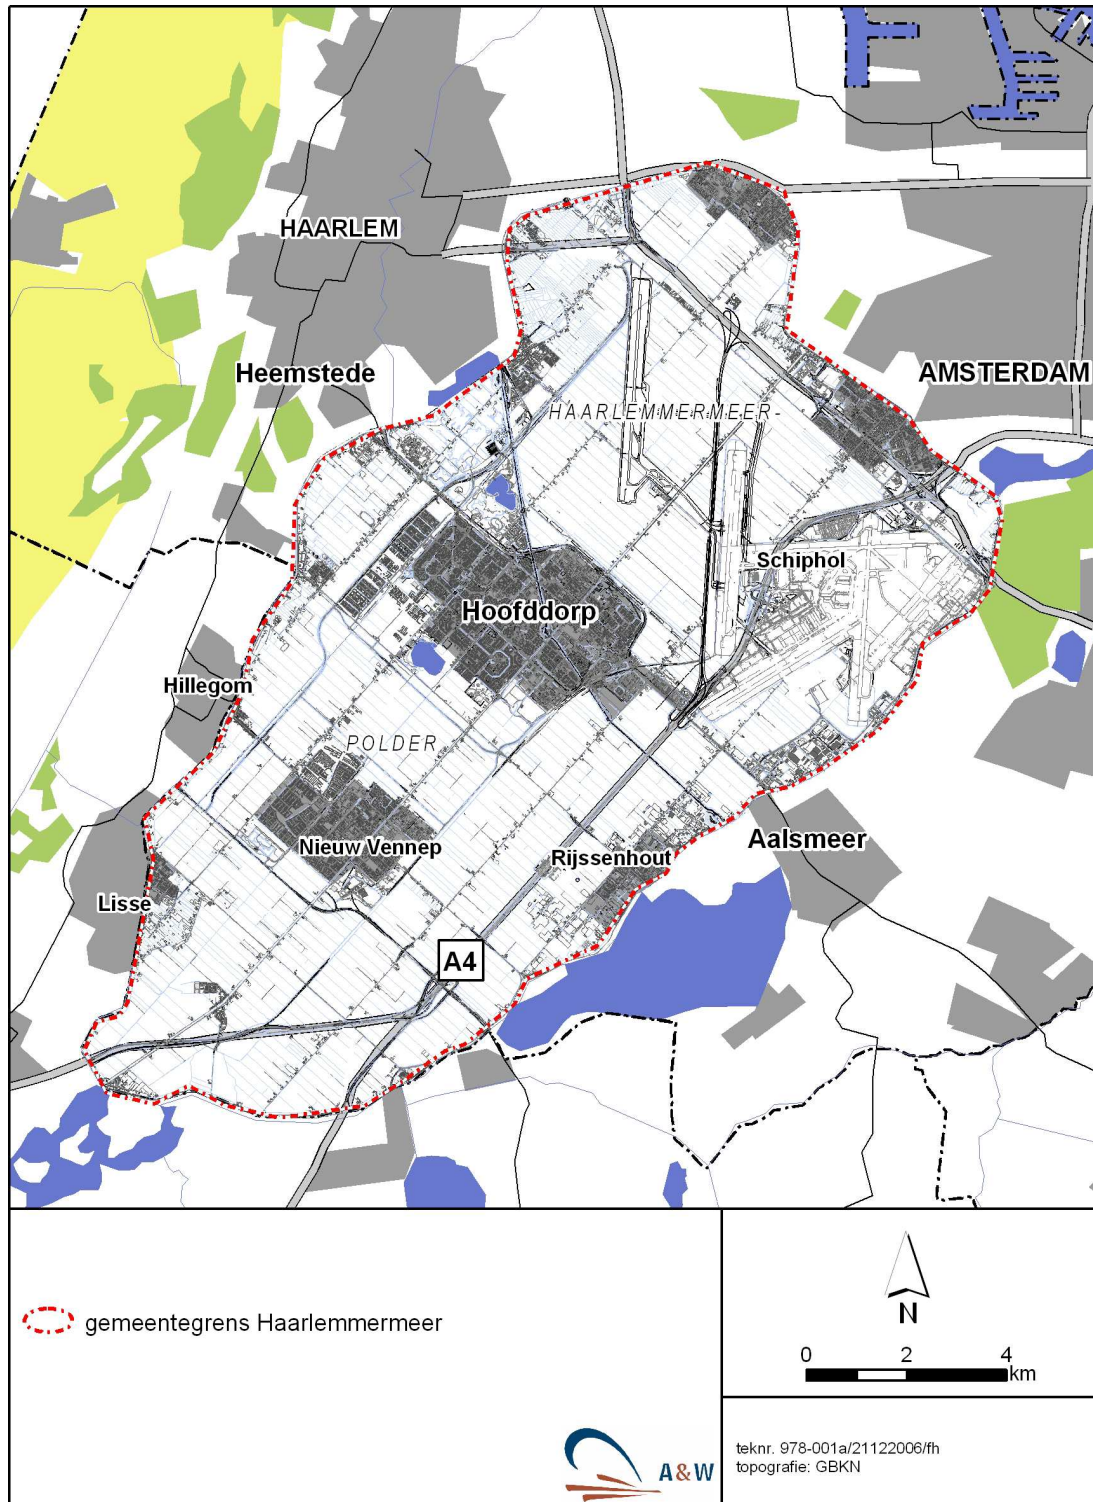 HAARLEM
Heemstede
AMSTERDAM
HAARLEMMERMEER-
Schiphol
Hoofddorp
Hillegom
POLDER
Nieuw Vennep
Rijssenhout
Aalsmeer
Lisse
A4
gemeentegrens Haarlemmermeer
N
0 2 4
km
A&W
teknr. 978-001a/21122006/fh
topografie: GBKN